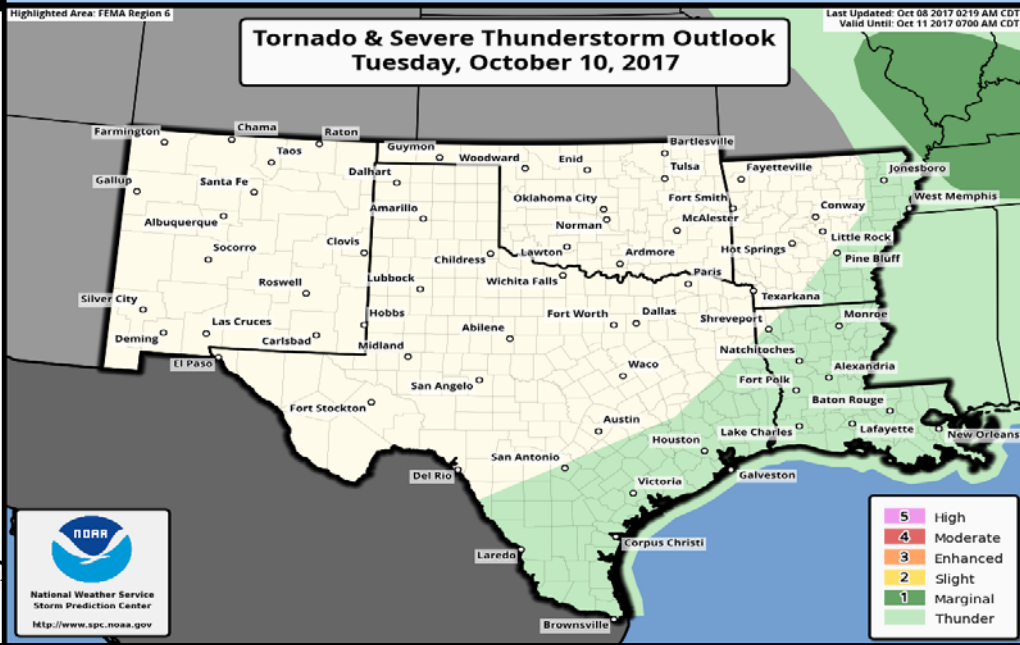 Highlighted Area: FEMA Region 6
Last Updated: Oct 08 2017 0219 AM CDT
Valid Until: Oct 11 2017 0700 AM CDT
Tornado & Severe Thunderstorm Outlook
Tuesday, October 10, 2017
Farmington
Chama
Raton
Taos
Guymon
Woodward
Enid
Bartlesville
Tulsa
Fayetteville
Jonesboro
Gallup
Santa Fe
Dalhart
Amarillo
Oklahoma City
Fort Smith
West Memphis
Albuquerque
Norman
McAlester
Conway
Socorro
Clovis
Childress
Lawton
Ardmore
Hot Springs
Little Rock
Pine Bluff
Roswell
Lubbock
Wichita Falls
Paris
Texarkana
Silver City
Las Cruces
Hobbs
Fort Worth
Dallas
Shreveport
Monroe
Deming
Carlsbad
Midland
Abilene
Natchitoches
El Paso
San Angelo
Waco
Fort Polk
Alexandria
Fort Stockton
Austin
Baton Rouge
Houston
Lake Charles
Lafayette
New Orleans
Del Rio
San Antonio
Victoria
Galveston
Laredo
Corpus Christi
Brownsville
NOAA
National Weather Service
Storm Prediction Center
http://www.spc.noaa.gov
5 High
4 Moderate
3 Enhanced
2 Slight
1 Marginal
Thunder